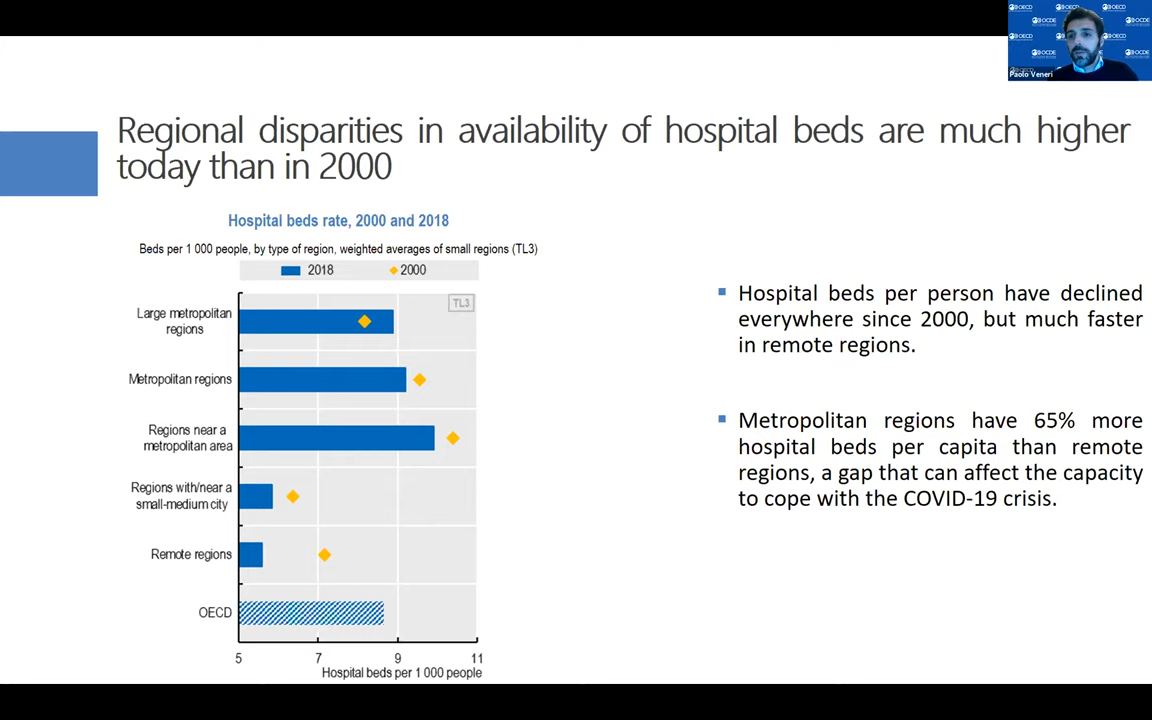 OECD
OCDE
Paolo Veneri
Regional disparities in availability of hospital beds are much higher
today than in 2000
Hospital beds rate, 2000 and 2018
Beds per 1 000 people, by type of region, weighted averages of small regions (TL3)
2018
2000
TL3
Large metropolitan
regions
Metropolitan regions
Regions near a
metropolitan area
Regions with/near a
small-medium city
Remote regions
OECD
5 7 9 11
Hospital beds per 1 000 people
Hospital beds per person have declined
everywhere since 2000, but much faster
in remote regions.
Metropolitan regions have 65% more
hospital beds per capita than remote
regions, a gap that can affect the capacity
to cope with the COVID-19 crisis.